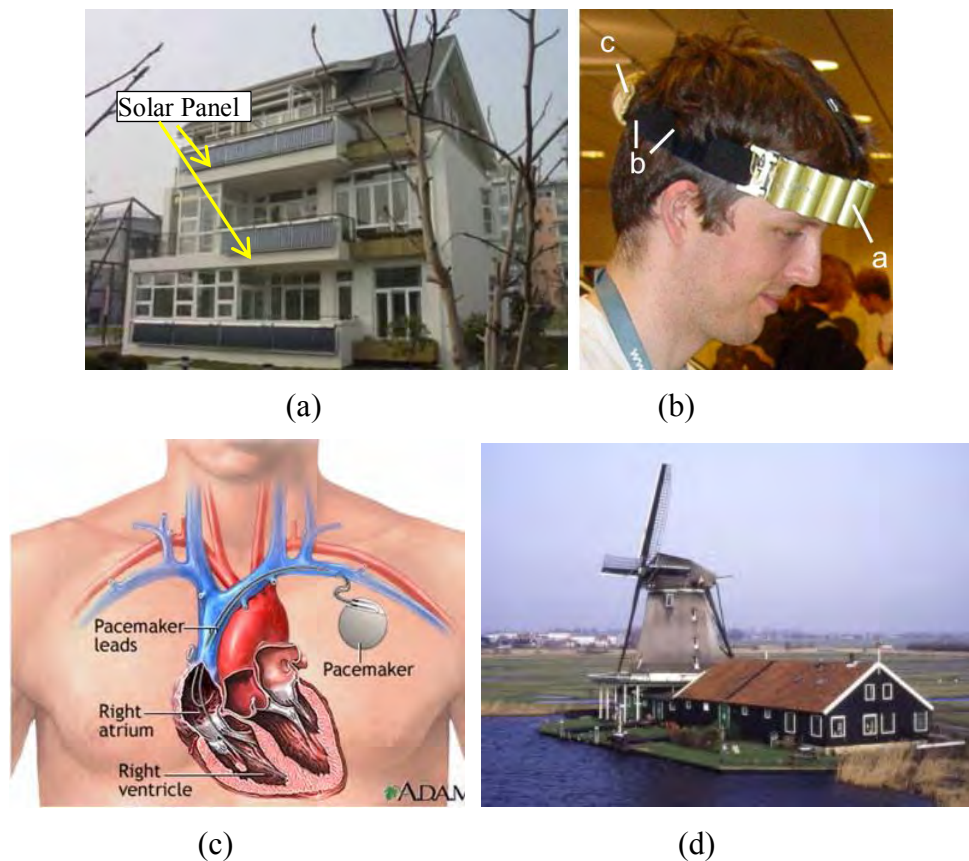 Solar Panel
c
b
a
(a)
(b)
Pacemaker
leads
Pacemaker
Right
atrium
Right
ventricle
ADAM
(c)
(d)